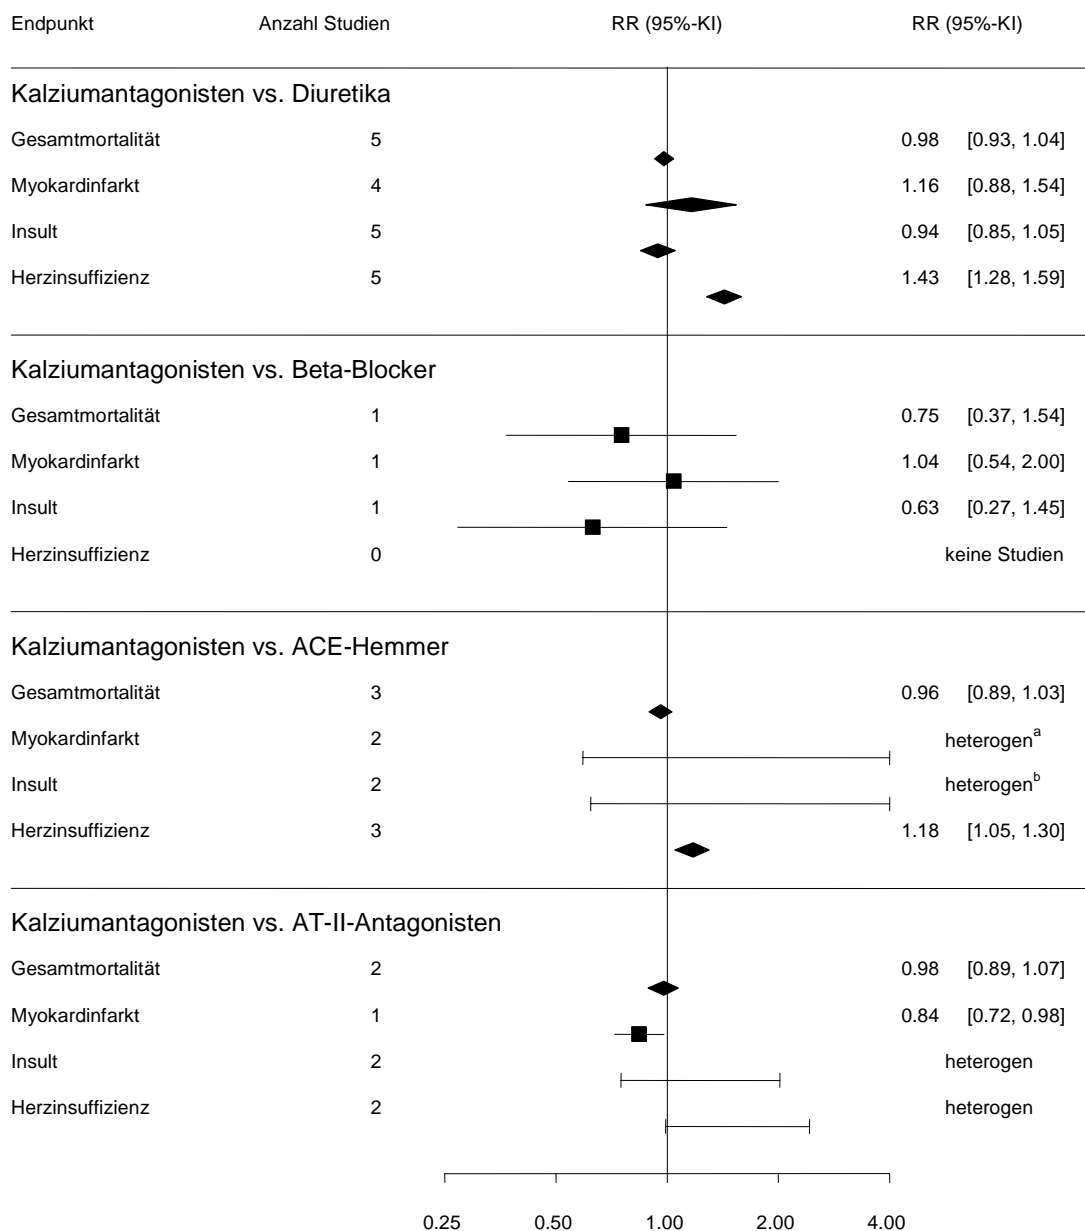 Endpunkt Anzahl Studien RR (95%-KI) RR (95%-KI)
Kalziumantagonisten vs. Diuretika
Gesamtmortalität 5 0.98 [0.93, 1.04]
Myokardinfarkt 4 1.16 [0.88, 1.54]
Insult 5 0.94 [0.85, 1.05]
Herzinsuffizienz 5 1.43 [1.28, 1.59]
Kalziumantagonisten vs. Beta-Blocker
Gesamtmortalität 1 0.75 [0.37, 1.54]
Myokardinfarkt 1 1.04 [0.54, 2.00]
Insult 1 0.63 [0.27, 1.45]
Herzinsuffizienz 0 keine Studien
Kalziumantagonisten vs. ACE-Hemmer
Gesamtmortalität 3 0.96 [0.89, 1.03]
Myokardinfarkt 2 heterogen^a
Insult 2 heterogen^b
Herzinsuffizienz 3 1.18 [1.05, 1.30]
Kalziumantagonisten vs. AT-II-Antagonisten
Gesamtmortalität 2 0.98 [0.89, 1.07]
Myokardinfarkt 1 0.84 [0.72, 0.98]
Insult 2 heterogen
Herzinsuffizienz 2 heterogen
0.25 0.50 1.00 2.00 4.00